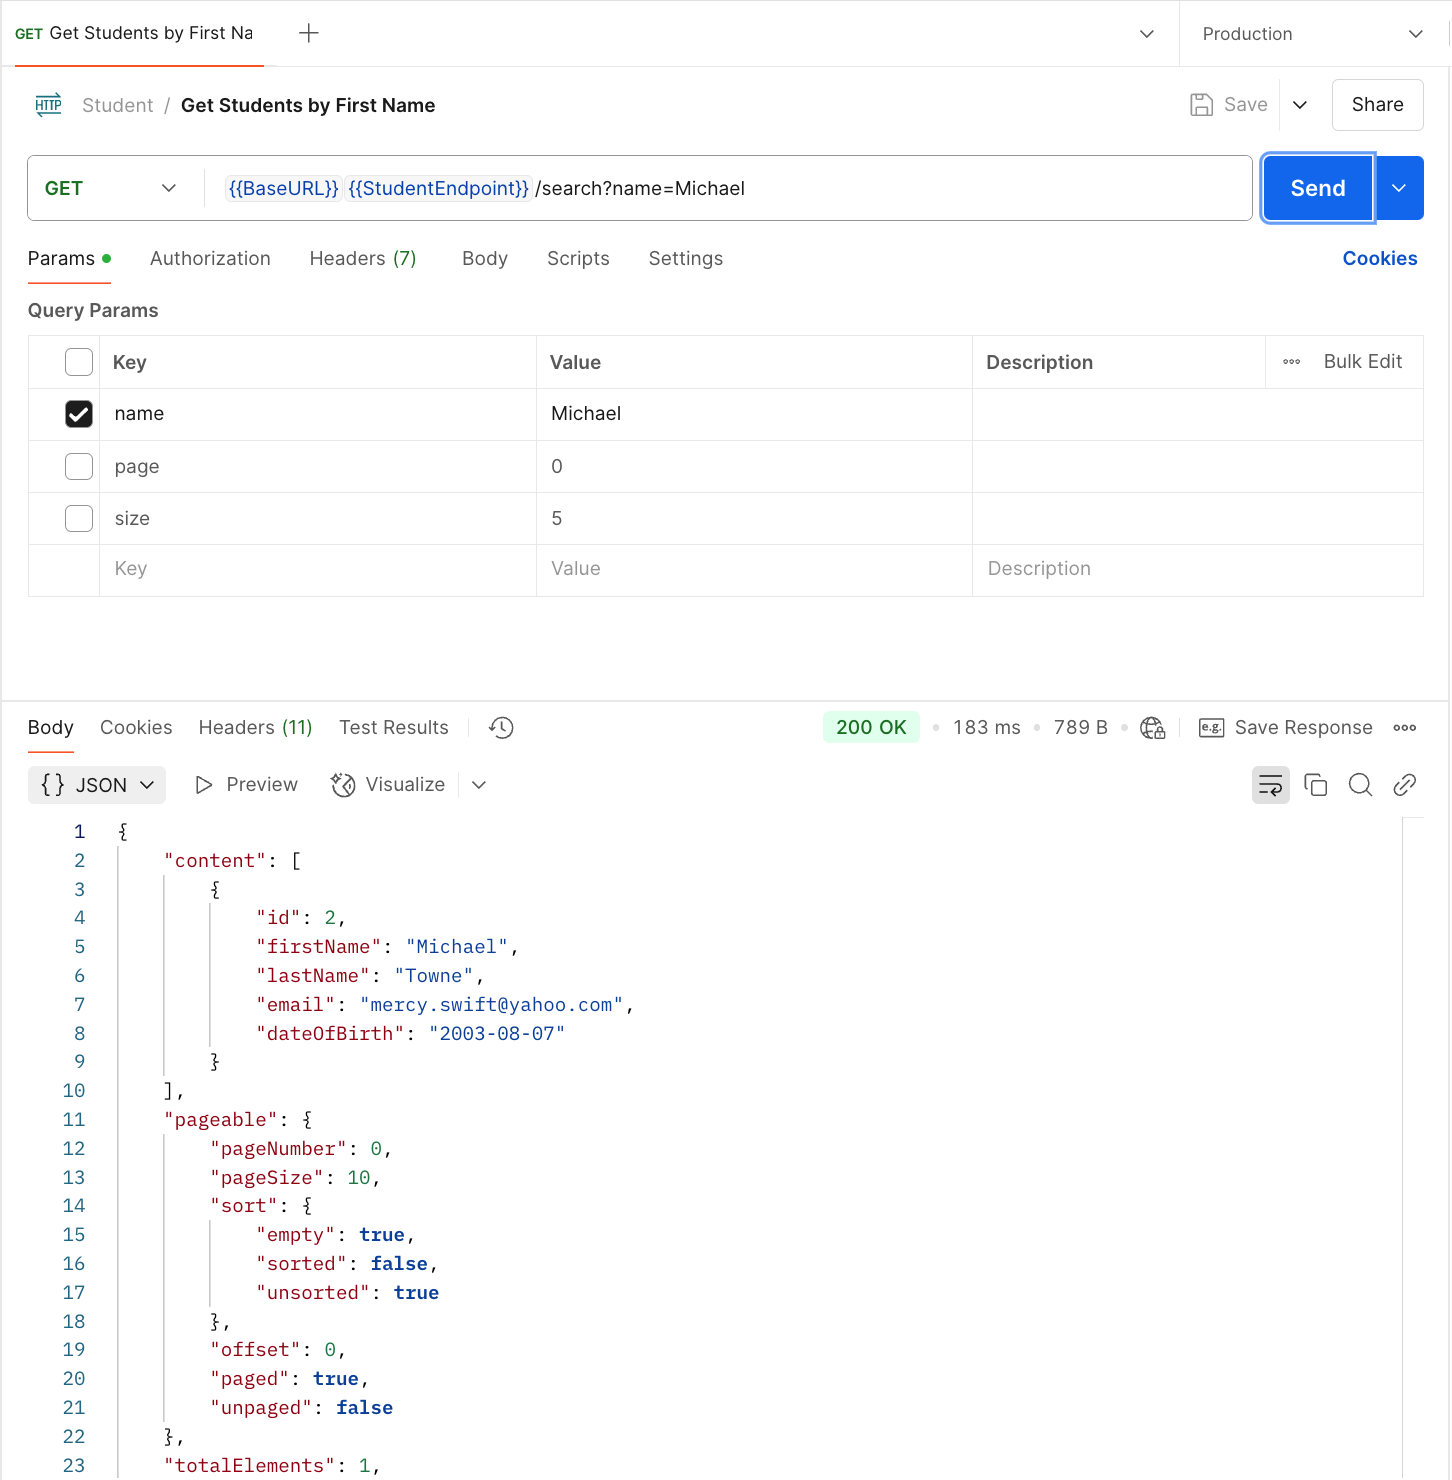 GET Get Students by First Na
Production
HTTP Student / Get Students by First Name
Save
Share
GET {{BaseURL}} {{StudentEndpoint}} /search?name=Michael
Send
Params Authorization Headers (7) Body Scripts Settings Cookies
Query Params
Key Value Description Bulk Edit
name Michael
page 0
size 5
Key Value Description
Body Cookies Headers (11) Test Results 200 OK 183 ms 789 B e.g. Save Response
{} JSON Preview Visualize
1 {
2 "content": [
3 {
4 "id": 2,
5 "firstName": "Michael",
6 "lastName": "Towne",
7 "email": "mercy.swift@yahoo.com",
8 "dateOfBirth": "2003-08-07"
9 }
10 ],
11 "pageable": {
12 "pageNumber": 0,
13 "pageSize": 10,
14 "sort": {
15 "empty": true,
16 "sorted": false,
17 "unsorted": true
18 },
19 "offset": 0,
20 "paged": true,
21 "unpaged": false
22 },
23 "totalElements": 1,